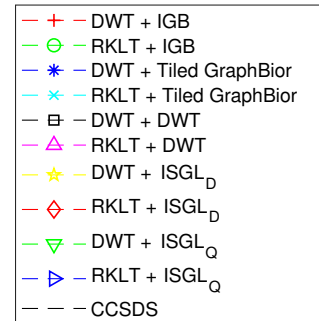 DWT + IGB
RKLT + IGB
DWT + Tiled GraphBior
RKLT + Tiled GraphBior
DWT + DWT
RKLT + DWT
DWT + ISGL_D
RKLT + ISGL_D
DWT + ISGL_Q
RKLT + ISGL_Q
CCSDS